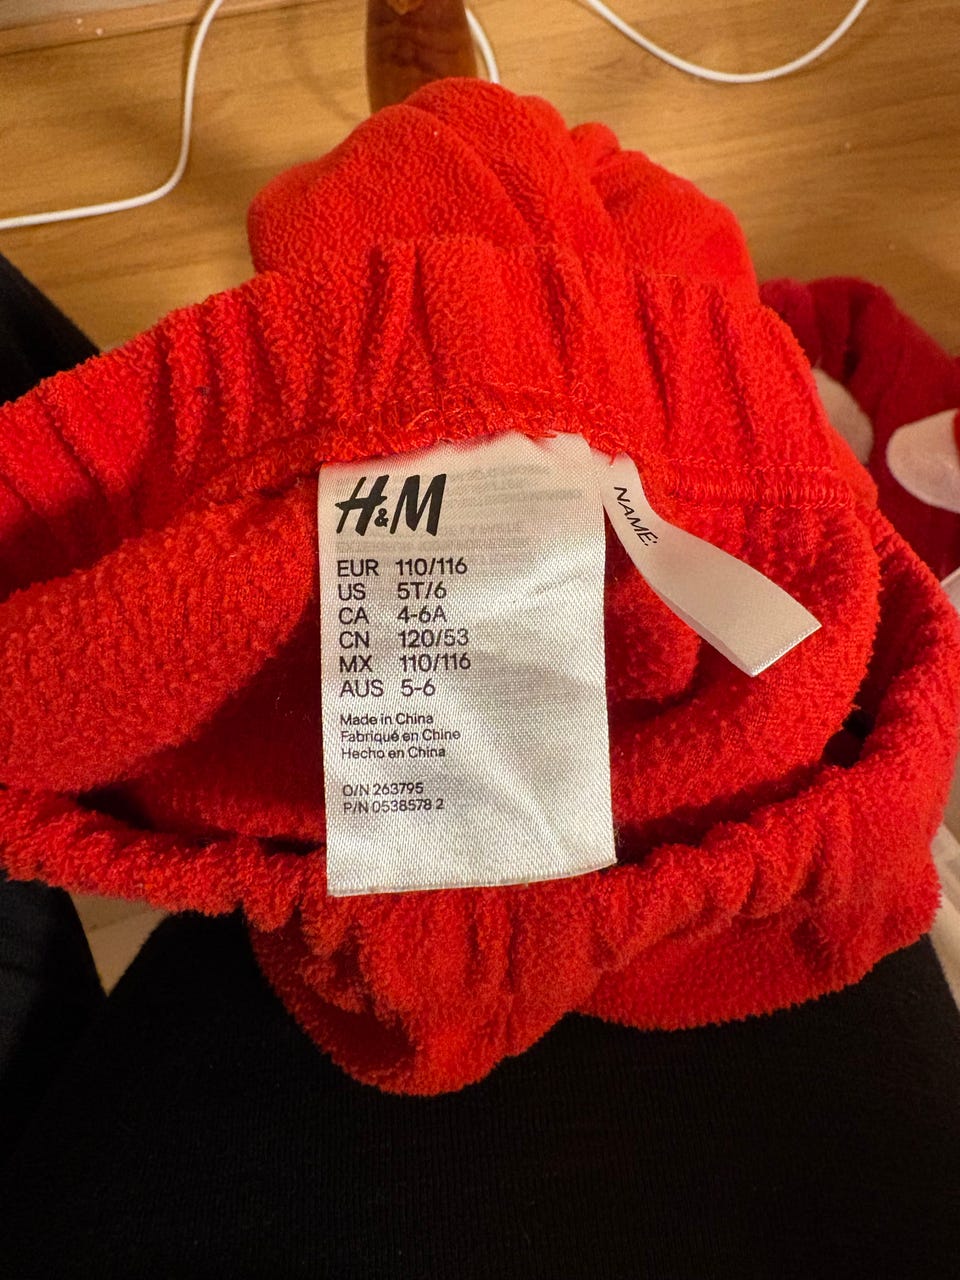 H&M
EUR 110/116
US 5T/6
CA 4-6A
CN 120/53
MX 110/116
AUS 5-6
Made in China
Fabriqué en Chine
Hecho en China
O/N 263795
P/N 0538578 2
NAME: